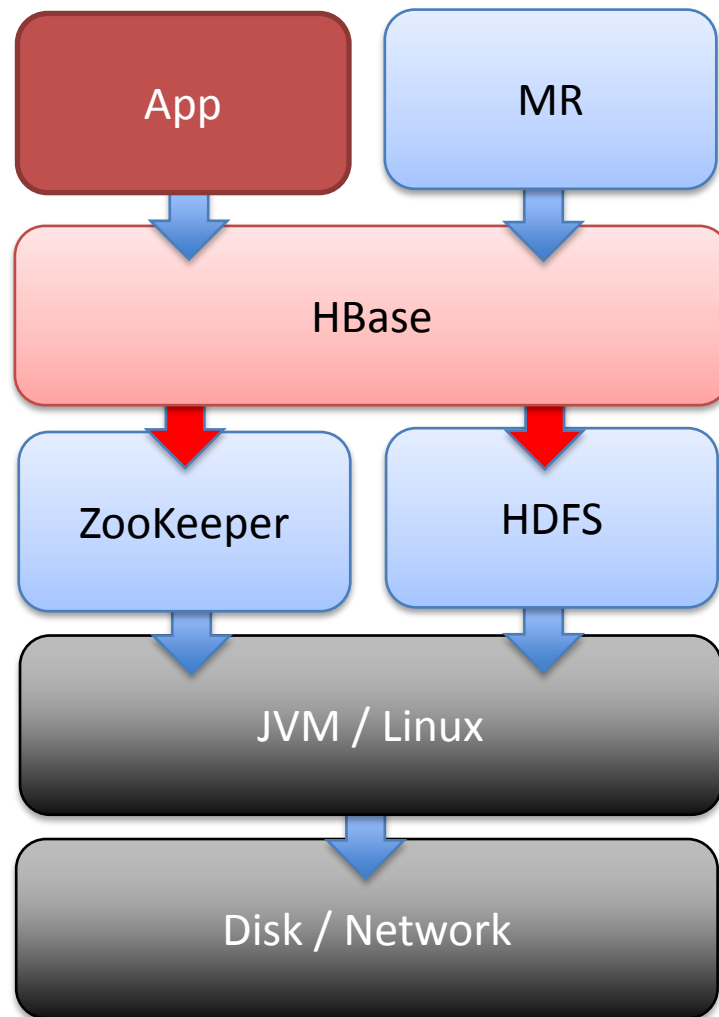 App
MR
HBase
ZooKeeper
HDFS
JVM / Linux
Disk / Network